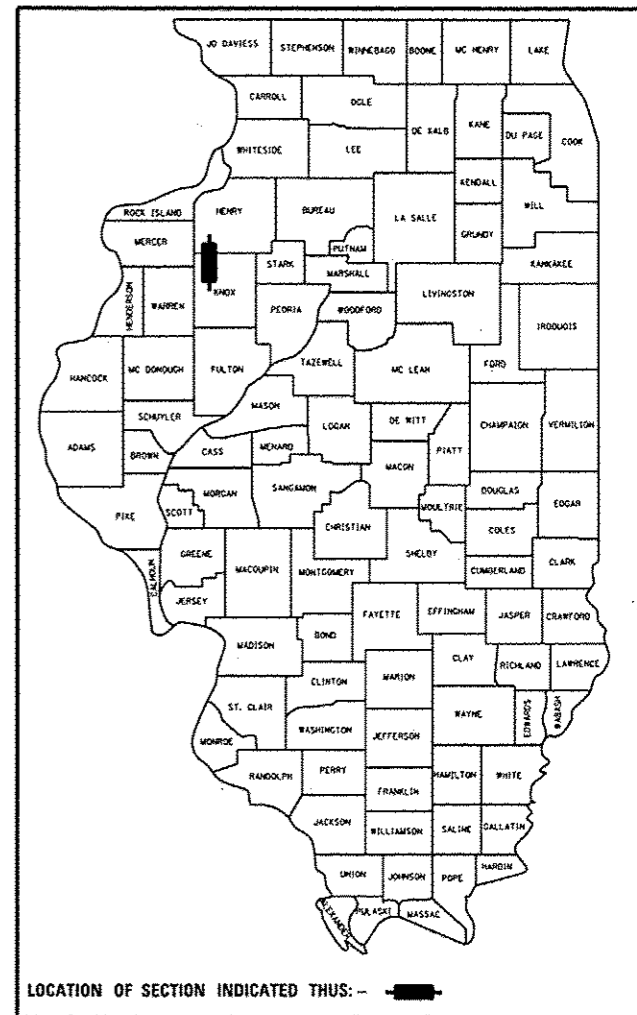 JO DAVIESS STEPHENSON WINNEBAGO BOONE MC HENRY LAKE
CARROLL OGLE
DE KALB KANE DU PAGE COOK
WHITESIDE LEE
KENDALL
ROCK ISLAND HENRY BUREAU LA SALLE WILL
MERCER PUTNAM GRUNDY
STARK MARSHALL KANKAKEE
HENDERSON WARREN KNOX PEORIA WOODFORD LIVINGSTON
IROQUOIS
HANCOCK MC DONOUGH FULTON TAZEWELL MC LEAN FORD
SCHUYLER MASON
ADAMS BROWN CASS MENARD LOGAN DE WITT CHAMPAIGN VERMILION
MACON PIATT
PIKE SCOTT MORGAN SANGAMON MOULTRIE DOUGLAS EDGAR
CHRISTIAN COLES
CALHOUN GREENE MACOUPIN MONTGOMERY SHELBY CUMBERLAND CLARK
JERSEY
FAYETTE EFFINGHAM JASPER CRAWFORD
MADISON BOND
CLAY RICHLAND LAWRENCE
CLINTON MARION
ST. CLAIR WAYNE EDWARDS WABASH
MONROE WASHINGTON JEFFERSON
RANDOLPH PERRY HAMILTON WHITE
FRANKLIN
JACKSON WILLIAMSON SALINE GALLATIN
UNION JOHNSON POPE HARDIN
ALEXANDER PULASKI MASSAC
LOCATION OF SECTION INDICATED THUS: –